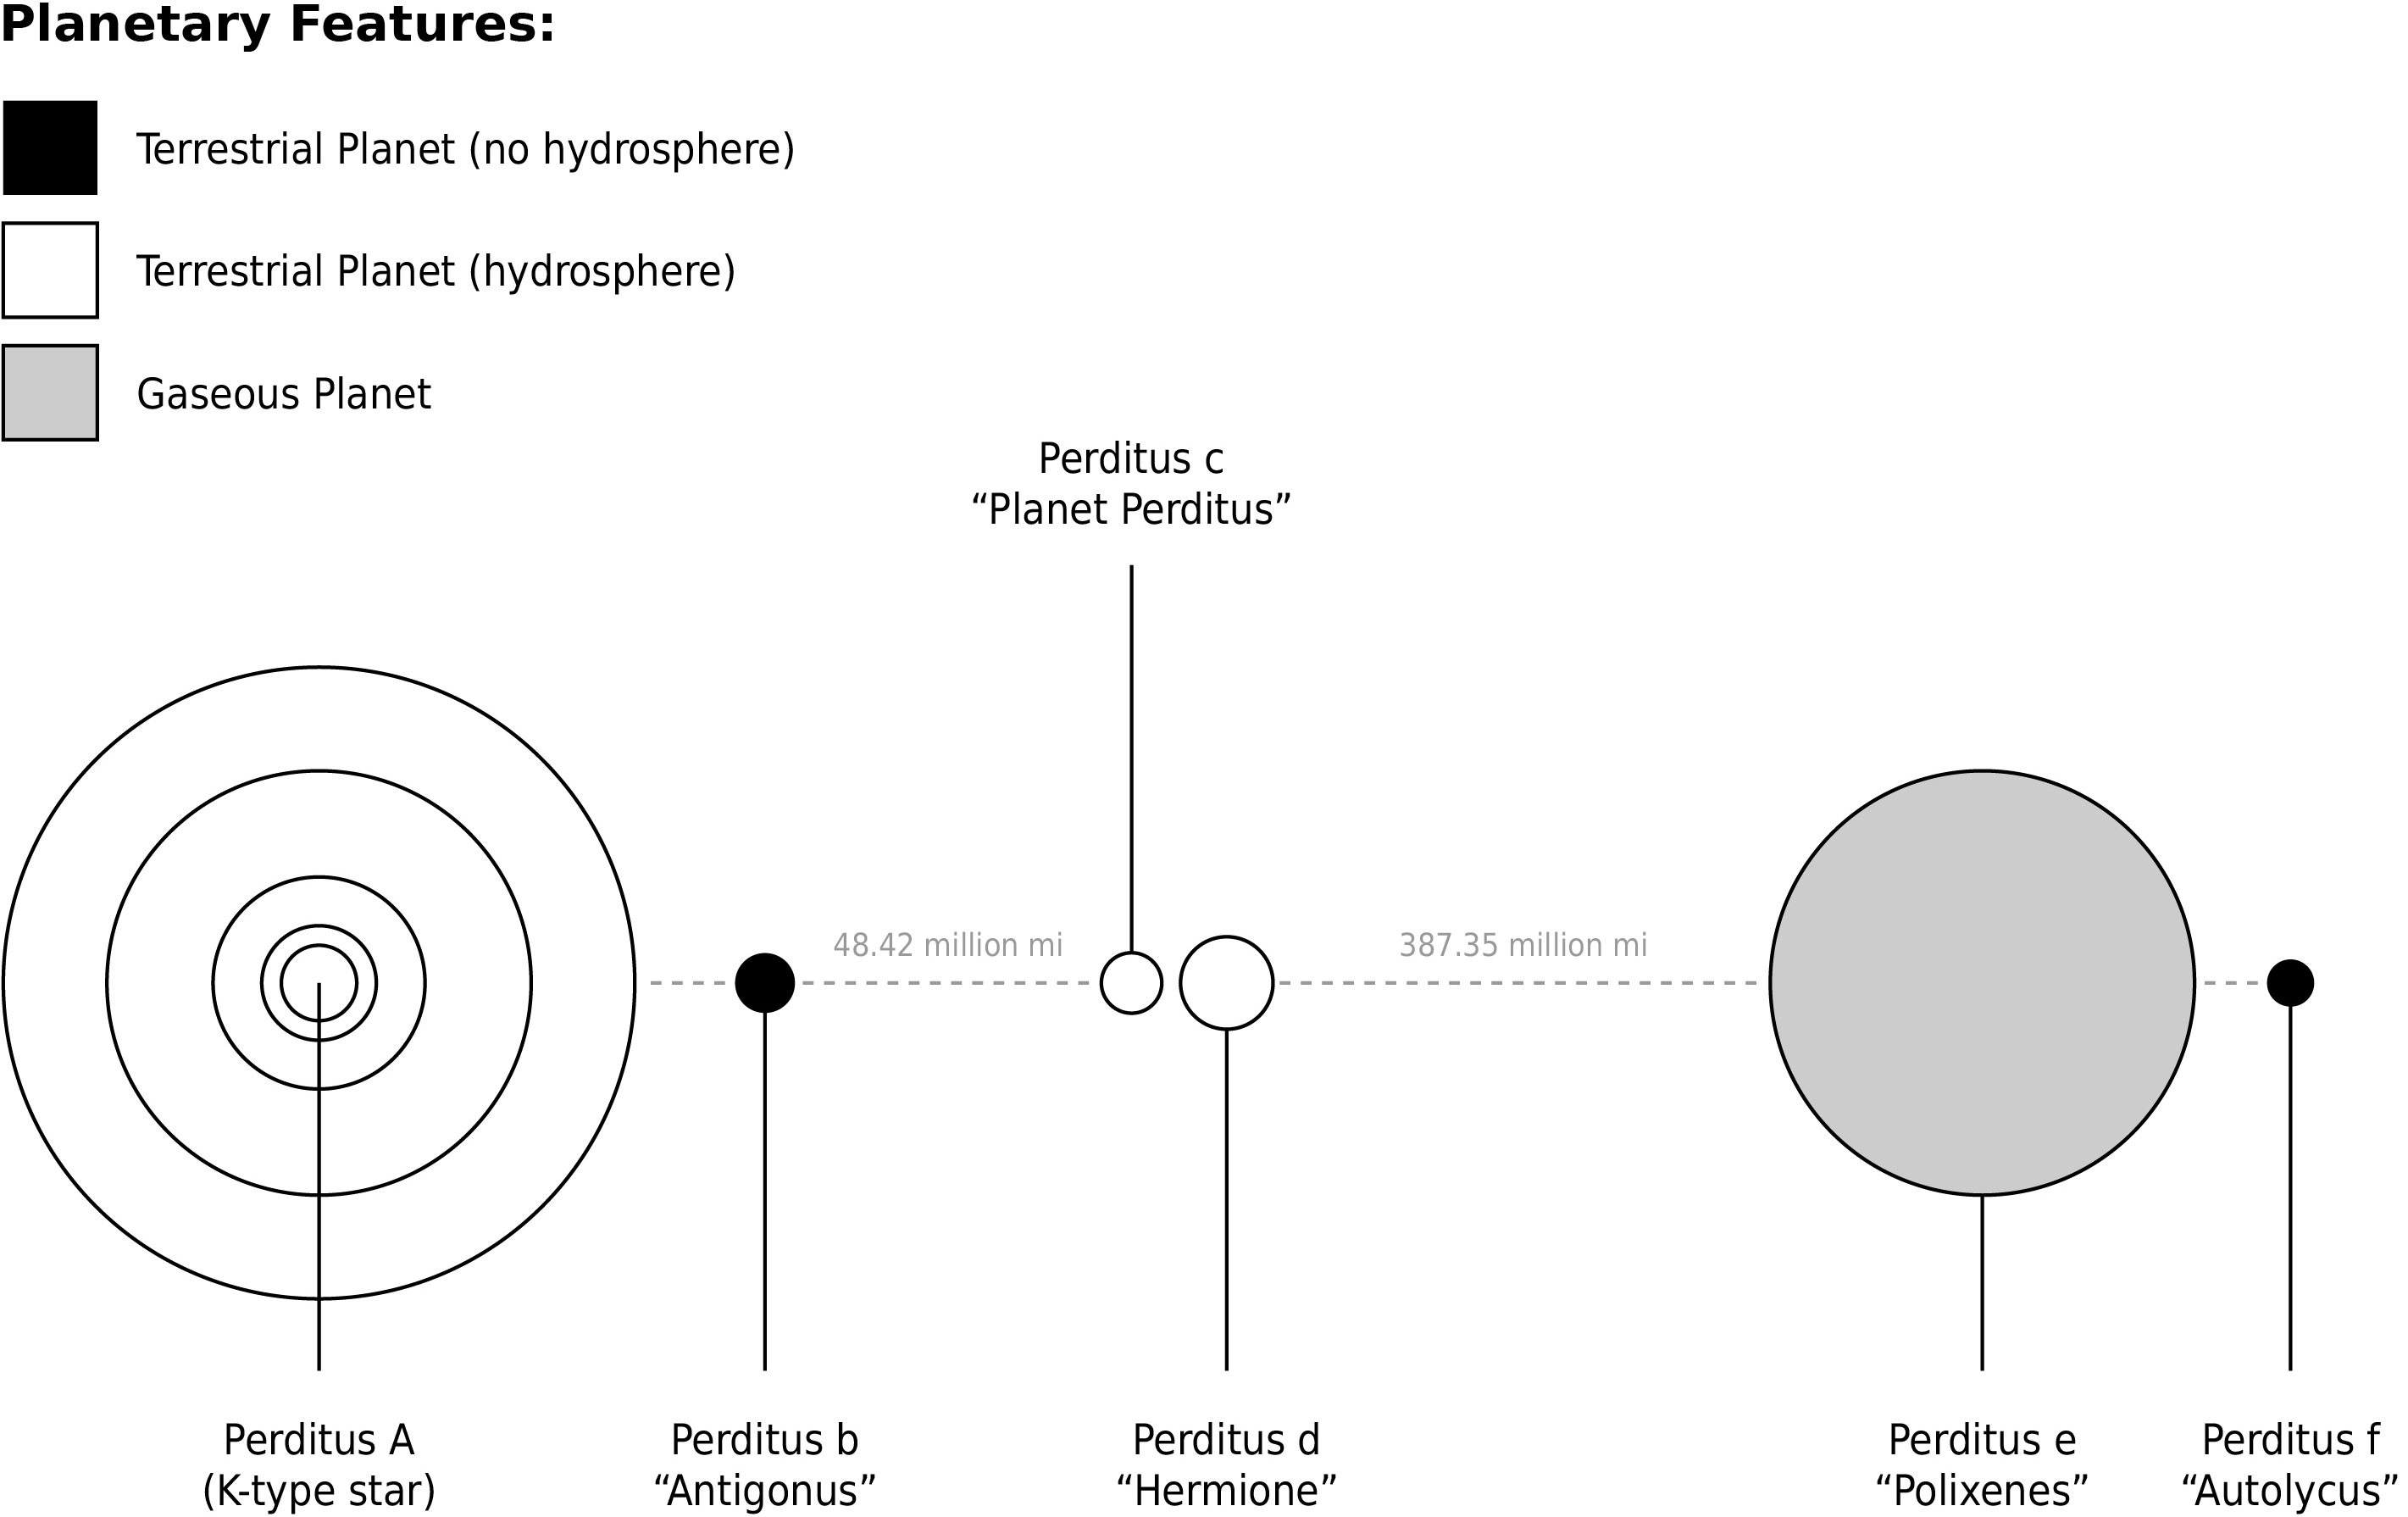 Planetary Features:
Terrestrial Planet (no hydrosphere)
Terrestrial Planet (hydrosphere)
Gaseous Planet
Perditus c
“Planet Perditus”
48.42 million mi
387.35 million mi
Perditus A
(K-type star)
Perditus b
“Antigonus”
Perditus d
“Hermione”
Perditus e
“Polixenes”
Perditus f
“Autolycus”